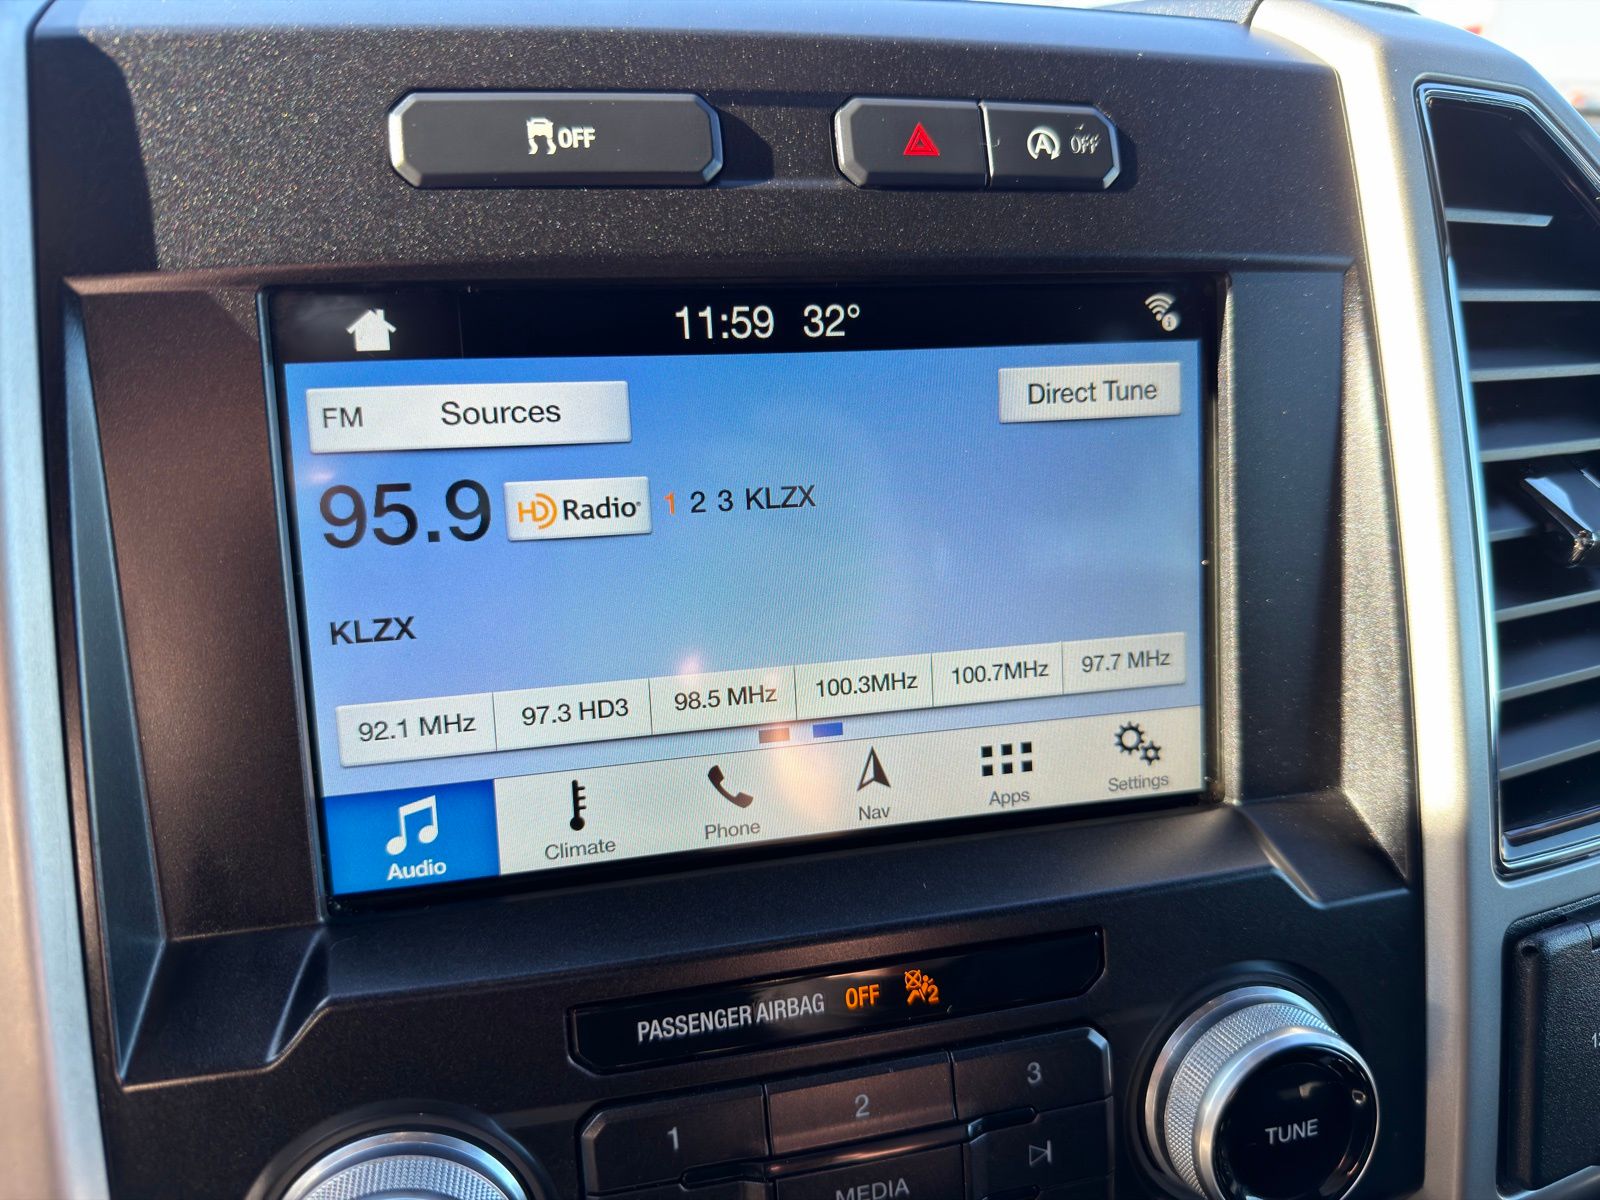 OFF
OFF
11:59 32°
FM Sources
Direct Tune
95.9 HD Radio® 1 2 3 KLZX
KLZX
92.1 MHz 97.3 HD3 98.5 MHz 100.3MHz 100.7MHz 97.7 MHz
Audio Climate Phone Nav Apps Settings
PASSENGER AIRBAG OFF 2
1 2 3
MEDIA
TUNE